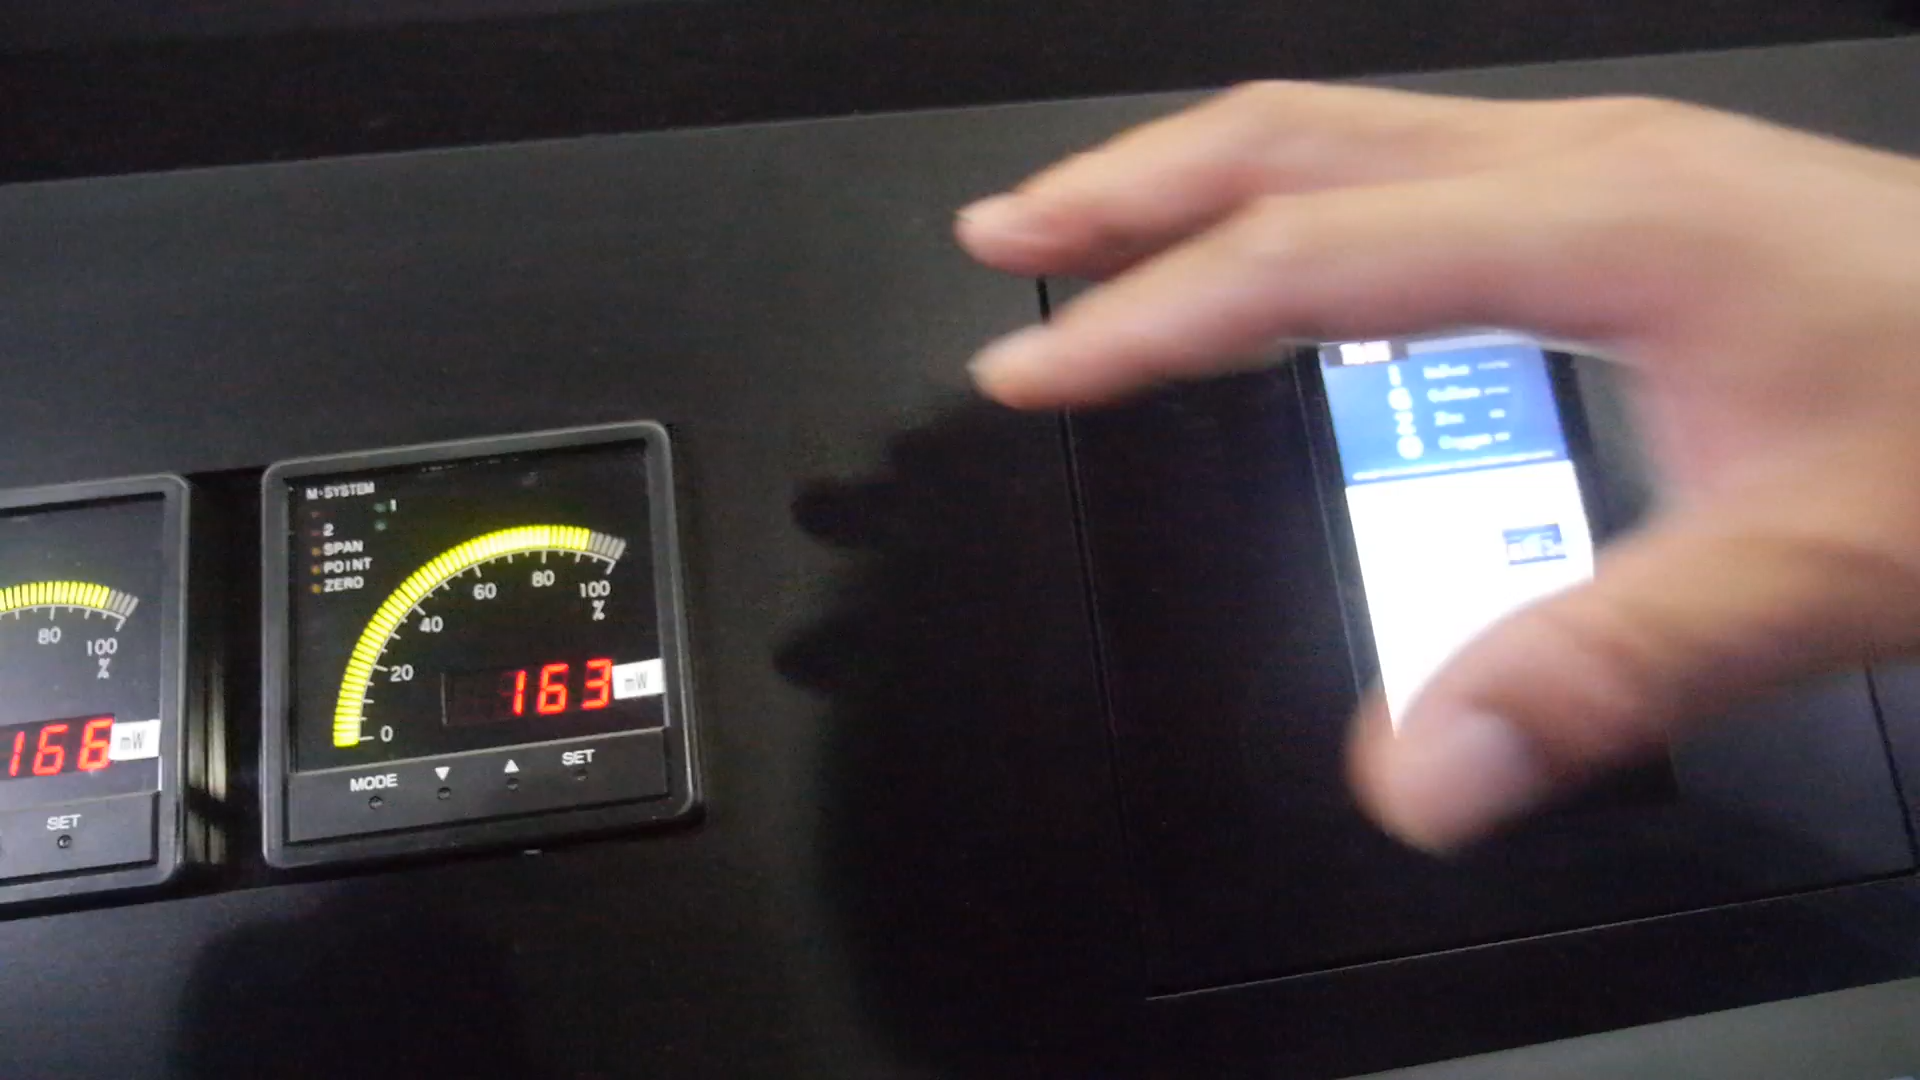 80
100
%
166 mW
SET
M·SYSTEM
1
2
SPAN
POINT
ZERO
0
20
40
60
80
100
%
163 mW
MODE ▼ ▲ SET